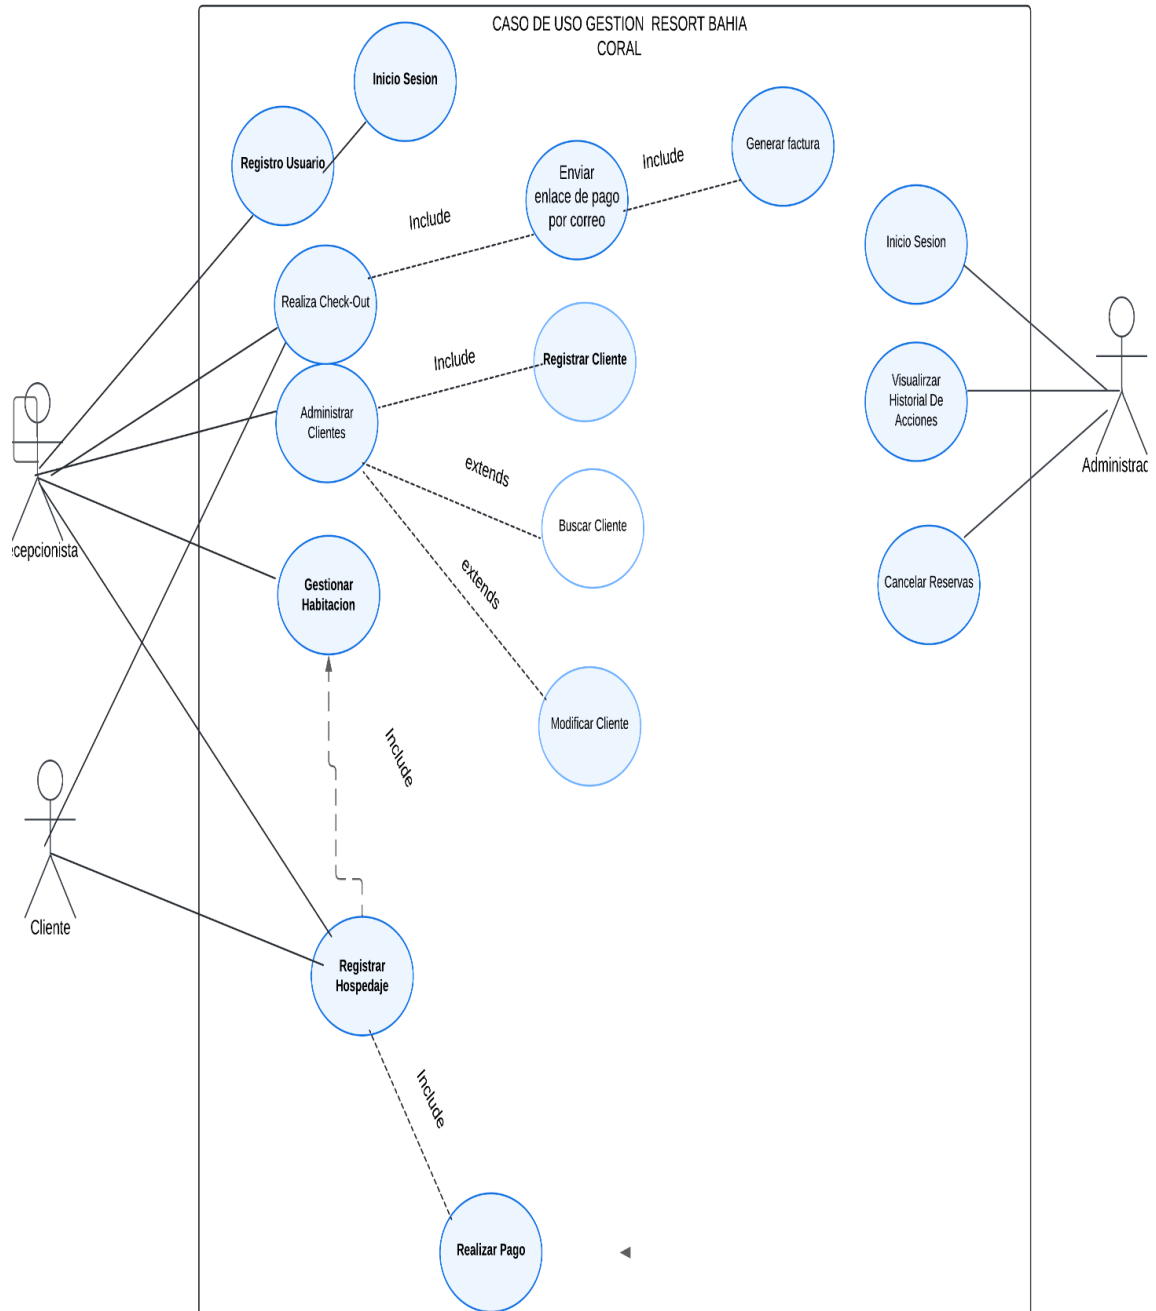 CASO DE USO GESTION RESORT BAHIA
CORAL
Inicio Sesion
Registro Usuario
Generar factura
Include
Enviar
enlace de pago
por correo
Include
Inicio Sesion
Realiza Check-Out
Include
Registrar Cliente
Visualirzar
Historial De
Acciones
Administrar
Clientes
Administrac
extends
Buscar Cliente
ecepcionista
extends
Cancelar Reservas
Gestionar
Habitacion
Modificar Cliente
Include
Cliente
Registrar
Hospedaje
Include
Realizar Pago